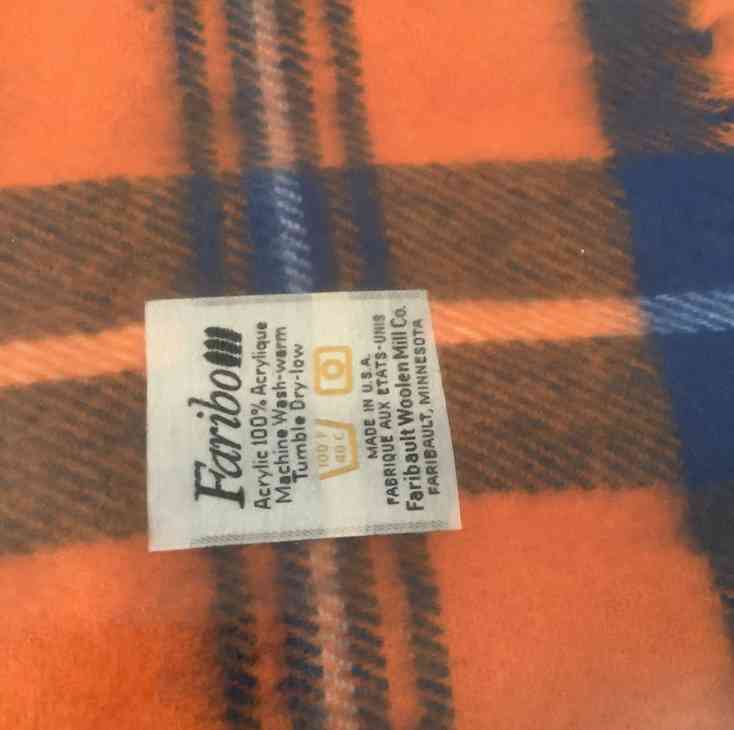 Faribo
Acrylic 100% Acrylique
Machine Wash-warm
Tumble Dry-low
100 F
40 C
MADE IN U.S.A.
FABRIQUE AUX ETATS-UNIS
Faribault Woolen Mill Co.
FARIBAULT, MINNESOTA